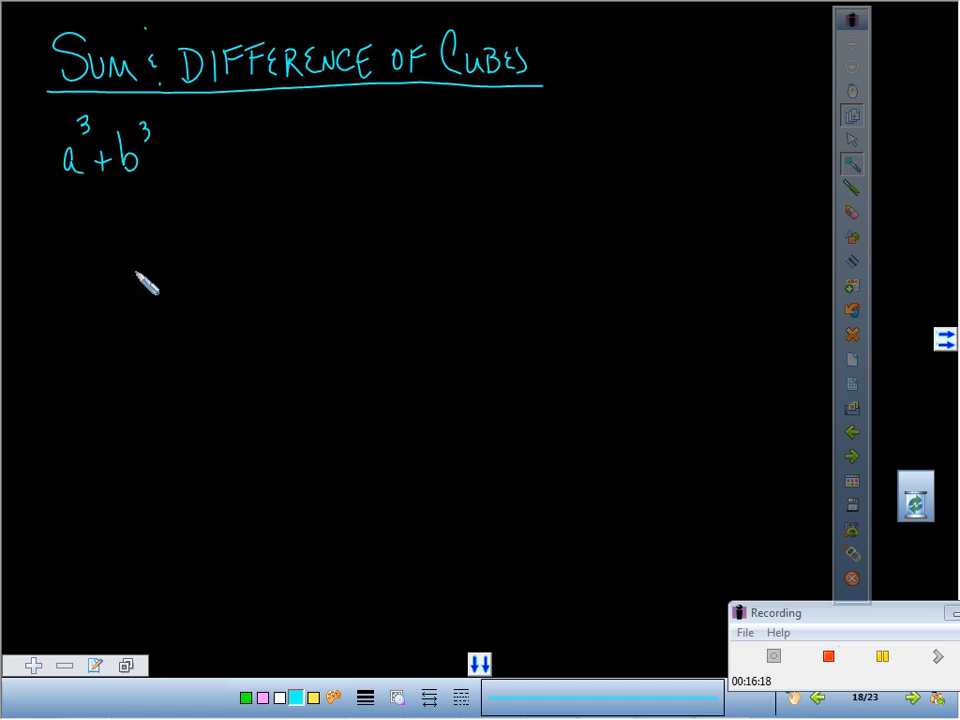 SUM & DIFFERENCE OF CUBES
a³+b³
Recording
File Help
00:16:18
18/23